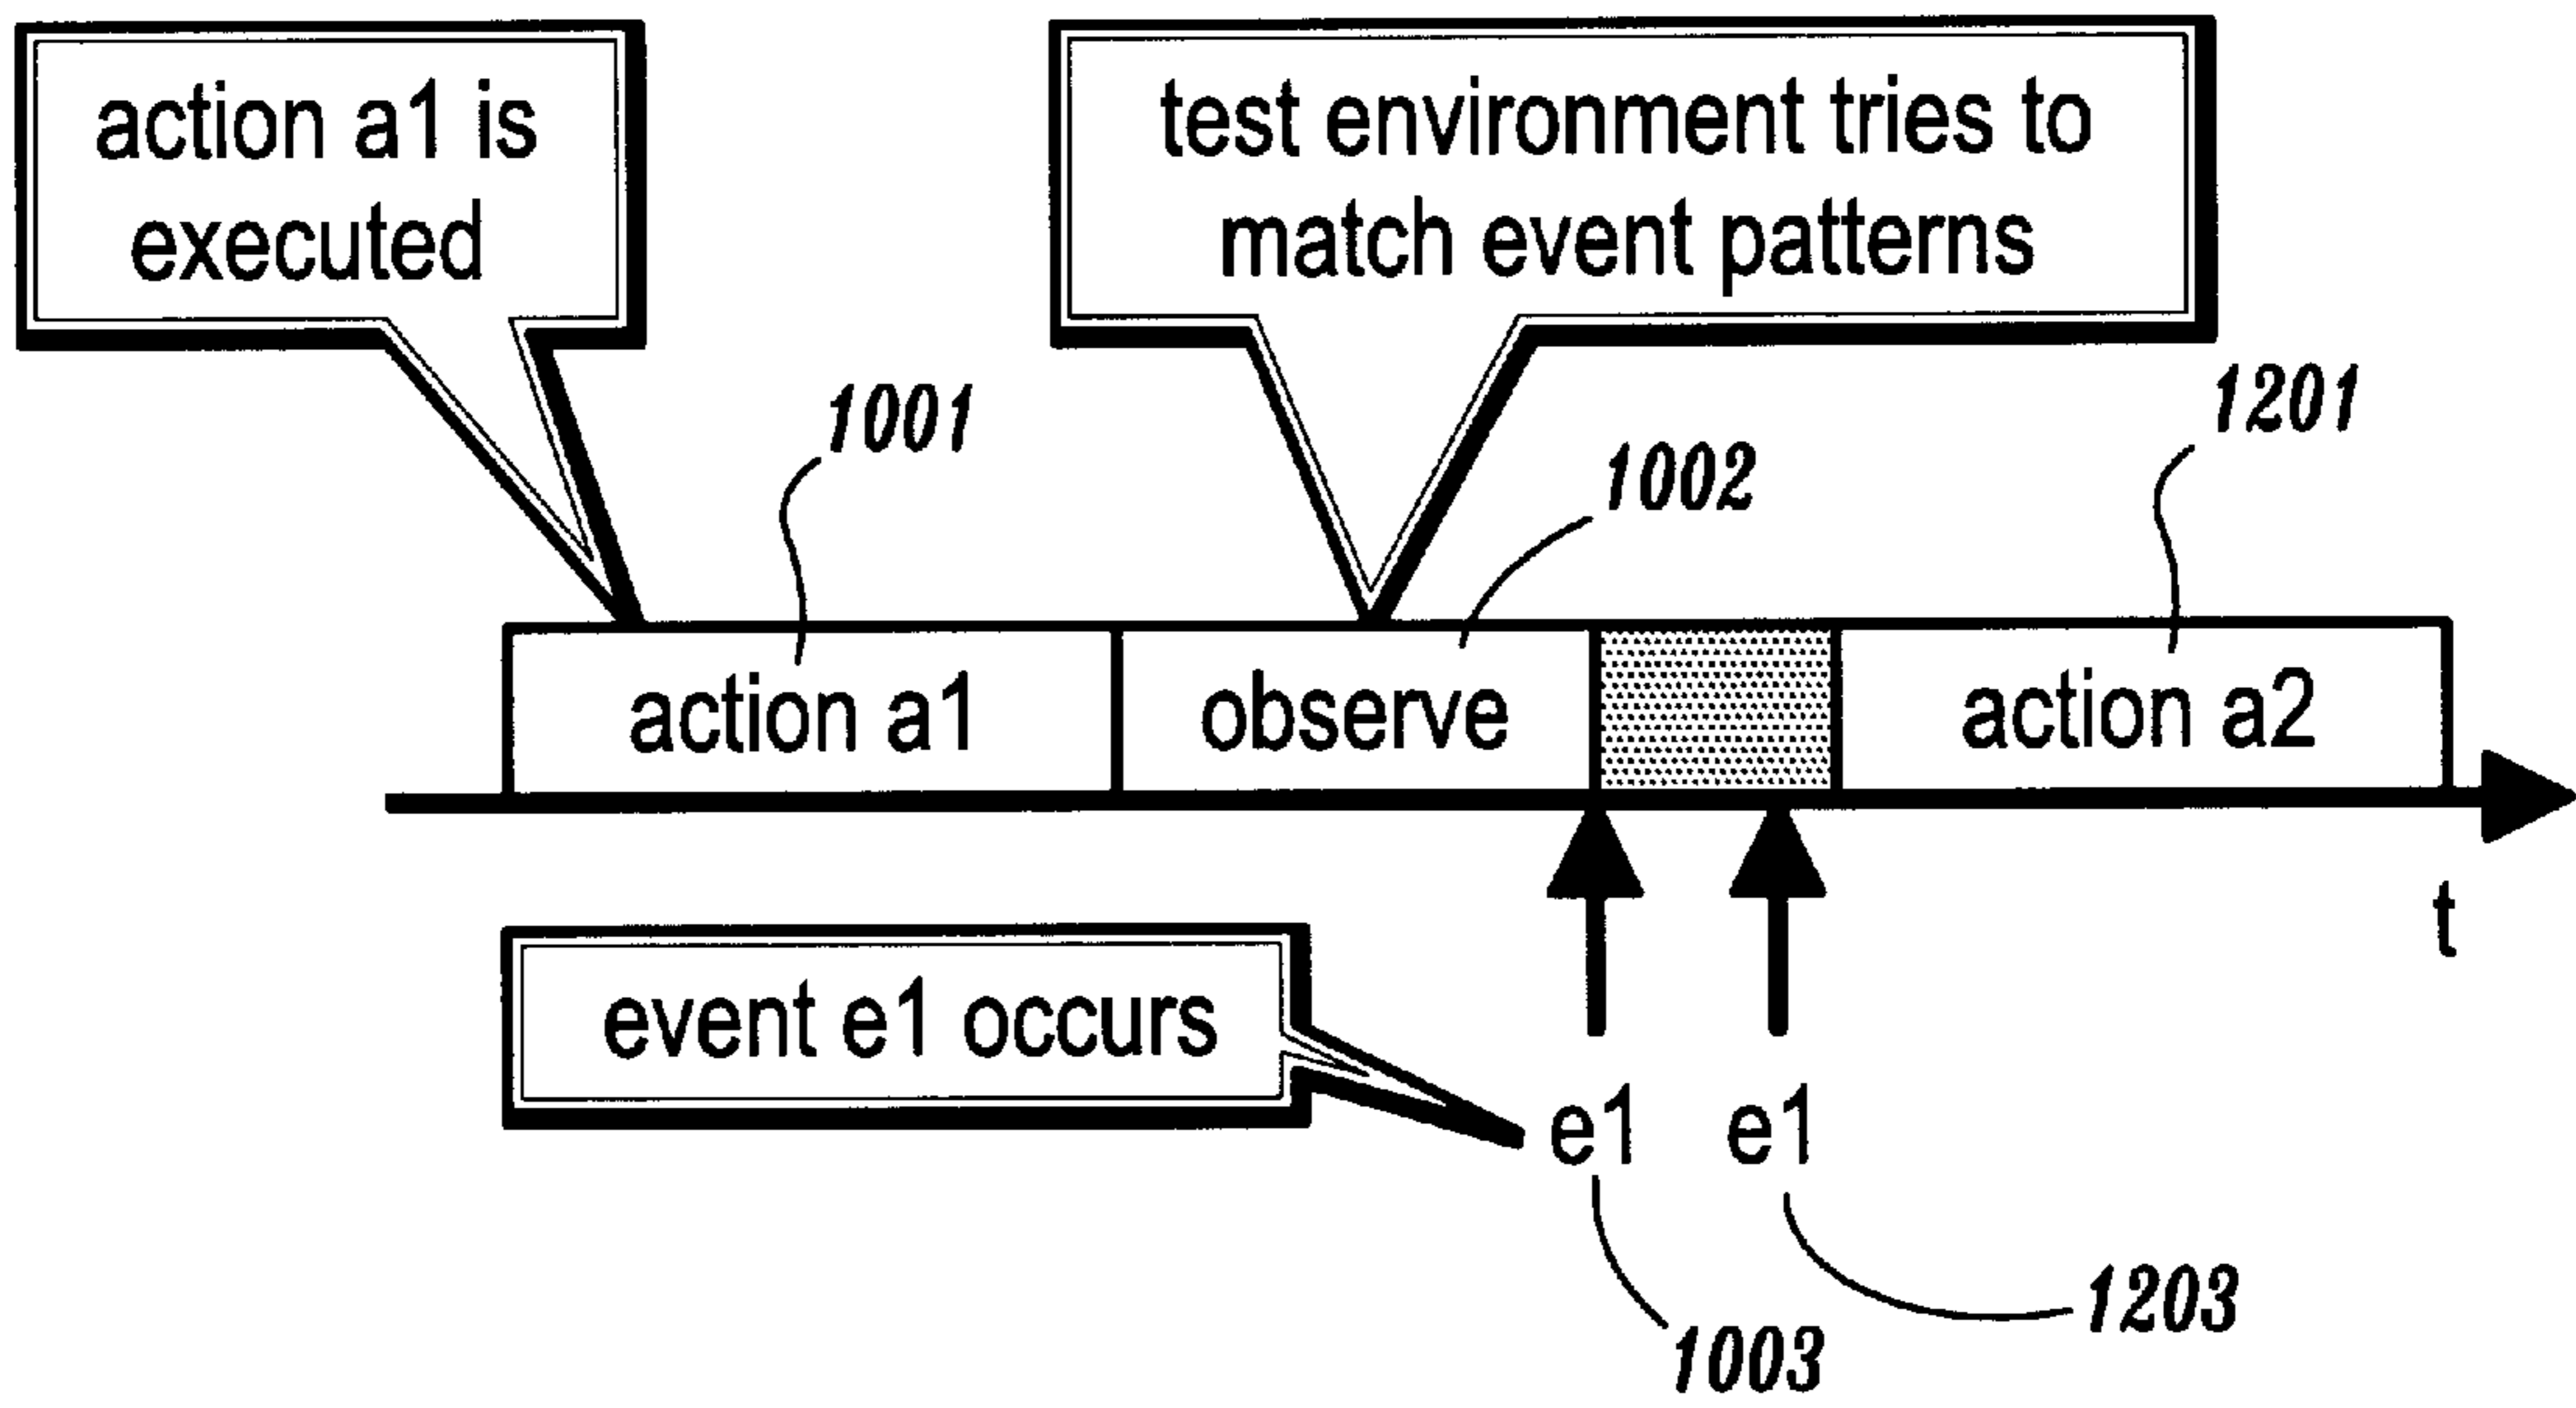 action a1 is
executed
test environment tries to
match event patterns
1001
1002
1201
action a1
observe
action a2
t
event e1 occurs
e1
e1
1203
1003